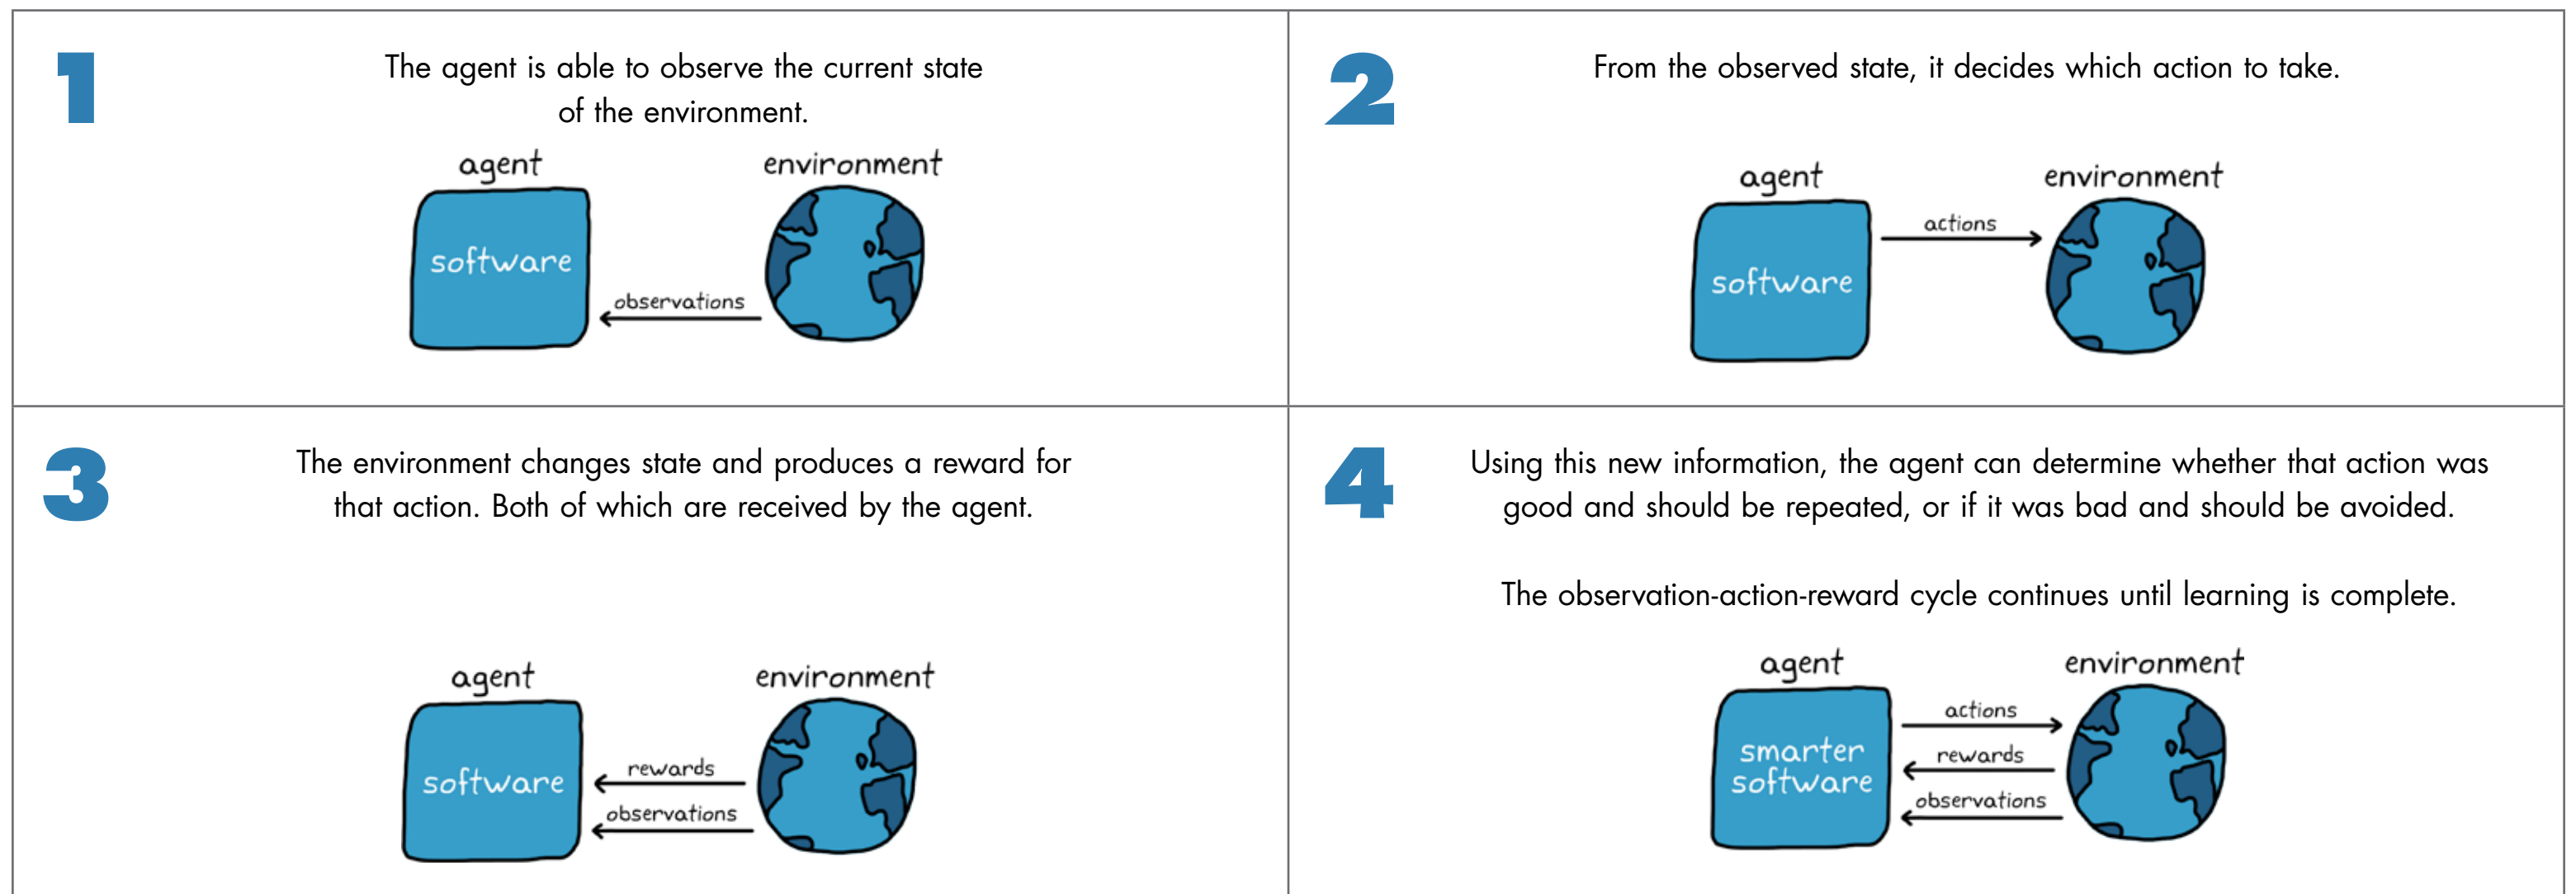 1
The agent is able to observe the current state
of the environment.
agent
environment
software
observations
2
From the observed state, it decides which action to take.
agent
environment
actions
software
3
The environment changes state and produces a reward for
that action. Both of which are received by the agent.
agent
environment
software
rewards
observations
4
Using this new information, the agent can determine whether that action was
good and should be repeated, or if it was bad and should be avoided.
The observation-action-reward cycle continues until learning is complete.
agent
environment
smarter
software
actions
rewards
observations